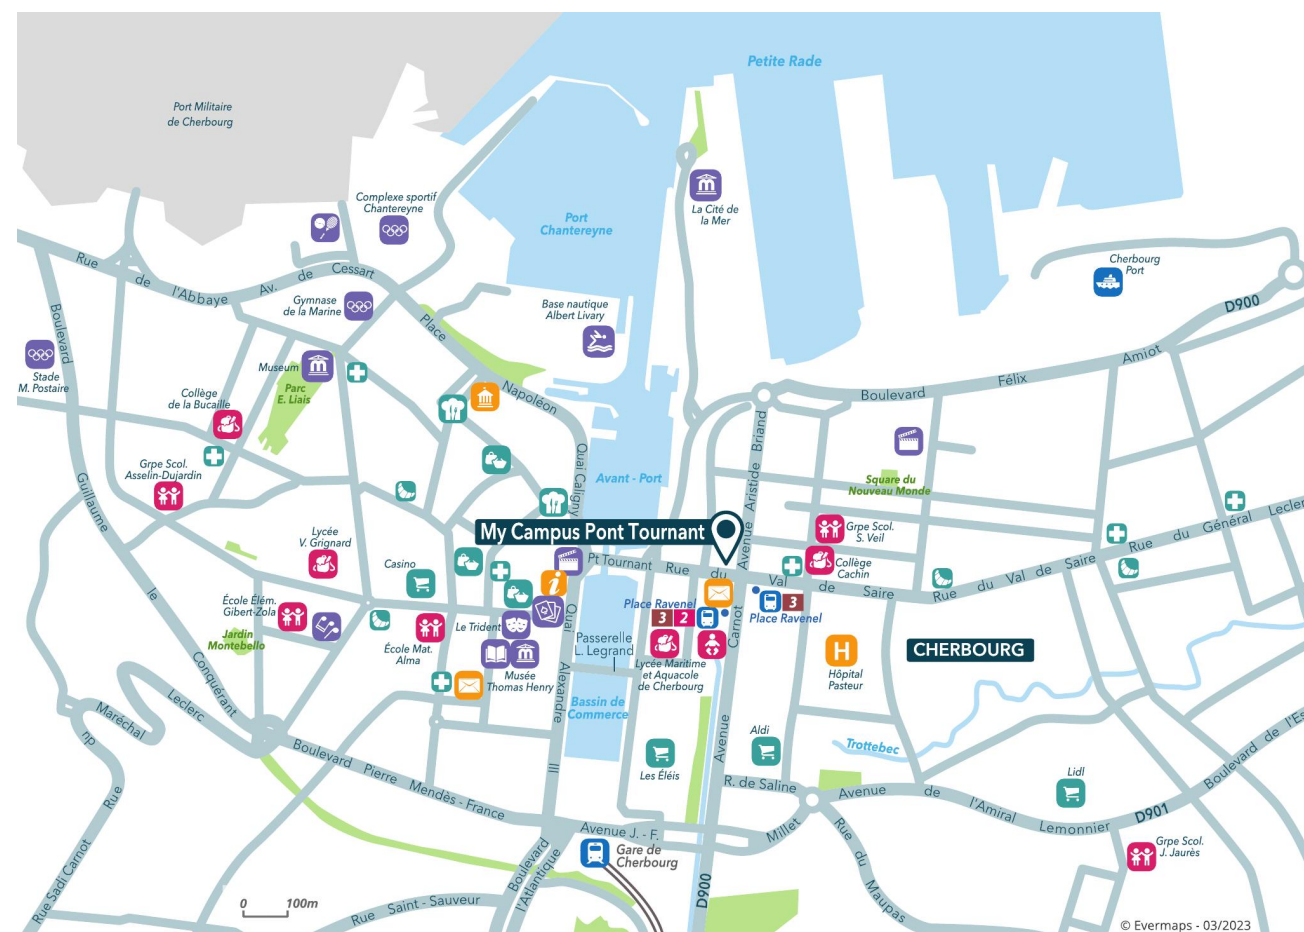 Petite Rade
Port Militaire
de Cherbourg
Complexe sportif
Chantereyne
Port
Chantereyne
La Cité de
la Mer
Cherbourg
Port
Rue de l'Abbaye
Av. de Cessart
Gymnase
de la Marine
Base nautique
Albert Livary
D900
Boulevard Guillaume le Conquérant
Place Napoléon
Stade
M. Postaire
Museum
Parc
E. Liais
Collège
de la Bucaille
Boulevard Félix Amiot
Grpe Scol.
Asselin-Dujardin
Quai Caligny
Avant - Port
Avenue Aristide Briand
Square du
Nouveau Monde
Lycée
V. Grignard
My Campus Pont Tournant
Grpe Scol.
S. Veil
Collège
Cachin
Rue du Général Lecler
Casino
Pt Tournant
Rue du Val de Saire
Rue du Val de Saire
École Élém.
Gibert-Zola
Jardin
Montebello
École Mat.
Alma
Le Trident
Musée
Thomas Henry
Quai Alexandre III
Passerelle
L. Legrand
Place Ravenel
3 2
3
Place Ravenel
Lycée Maritime
et Aquacole
de Cherbourg
Avenue Carnot
H
Hôpital
Pasteur
CHERBOURG
Bassin de
Commerce
Les Éléis
Aldi
Trottebec
Lidl
Rue du Maréchal Leclerc
Boulevard Pierre Mendès - France
Avenue J. - F. Millet
R. de Saline
Avenue de l'Amiral Lemonnier
D901
Boulevard de l'Es
Gare de
Cherbourg
Boulevard
l'Atlantique
Rue du Maupas
Grpe Scol.
J. Jaurès
Rue Sadi Carnot
Rue Saint - Sauveur
D900
0 100m
© Evermaps - 03/2023